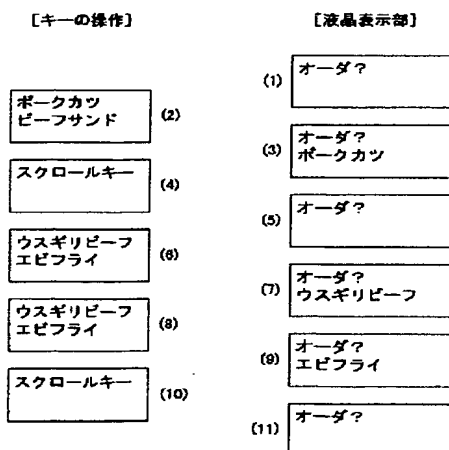 [キーの操作] [液晶表示部]
(1) オーダ?
ポークカツ
ビーフサンド (2)
(3) オーダ?
ポークカツ
スクロールキー (4)
(5) オーダ?
ウスギリビーフ
エビフライ (6)
(7) オーダ?
ウスギリビーフ
ウスギリビーフ
エビフライ (8)
(9) オーダ?
エビフライ
スクロールキー (10)
(11) オーダ?